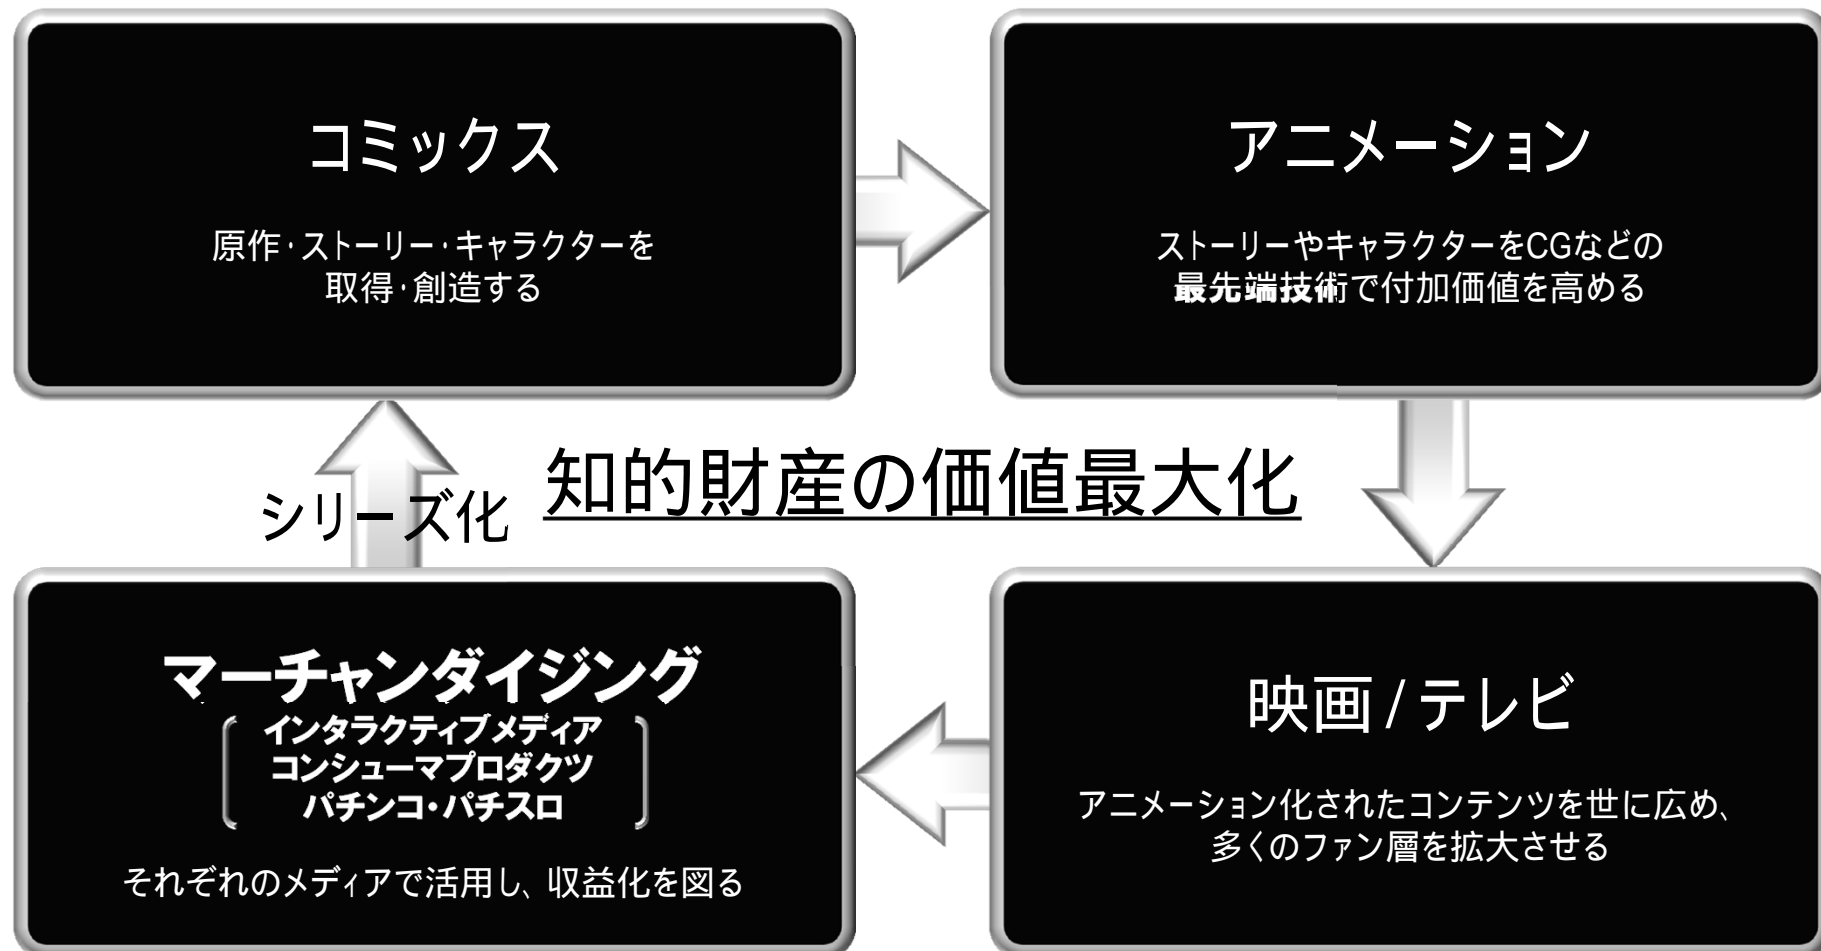 コミックス
原作・ストーリー・キャラクターを
取得・創造する
アニメーション
ストーリーやキャラクターをCGなどの
最先端技術で付加価値を高める
シリーズ化
知的財産の価値最大化
マーチャンダイジング
インタラクティブメディア
コンシューマプロダクツ
パチンコ・パチスロ
それぞれのメディアで活用し、収益化を図る
映画/テレビ
アニメーション化されたコンテンツを世に広め、
多くのファン層を拡大させる